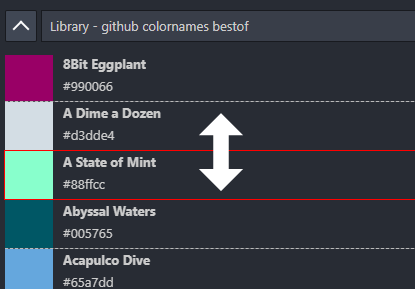 Library - github colornames bestof
8Bit Eggplant
#990066
A Dime a Dozen
#d3dde4
A State of Mint
#88ffcc
Abyssal Waters
#005765
Acapulco Dive
#65a7dd